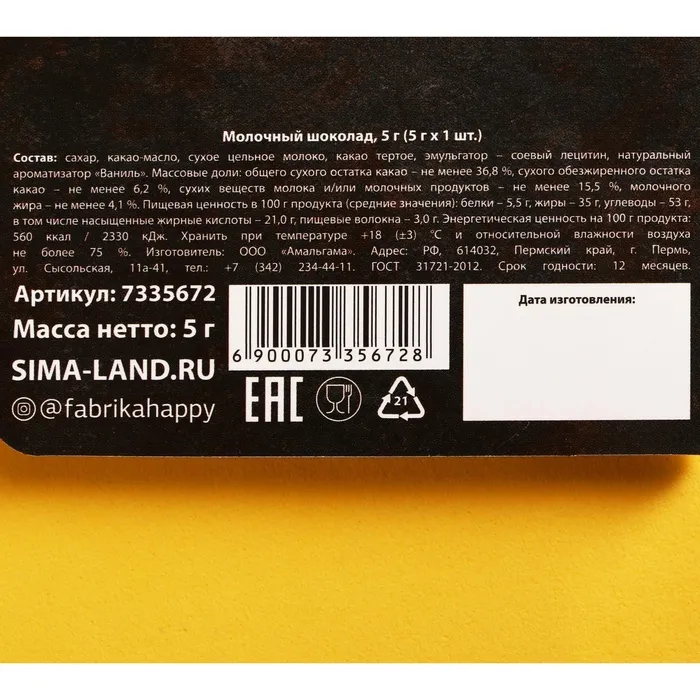 Молочный шоколад, 5 г (5 г х 1 шт.)
Состав: сахар, какао-масло, сухое цельное молоко, какао тертое, эмульгатор – соевый лецитин, натуральный
ароматизатор «Ваниль». Массовые доли: общего сухого остатка какао – не менее 36,8 %, сухого обезжиренного остатка
какао – не менее 6,2 %, сухих веществ молока и/или молочных продуктов – не менее 15,5 %, молочного
жира – не менее 4,1 %. Пищевая ценность в 100 г продукта (средние значения): белки – 5,5 г, жиры – 35 г, углеводы – 53 г,
в том числе насыщенные жирные кислоты – 21,0 г, пищевые волокна – 3,0 г. Энергетическая ценность на 100 г продукта:
560 ккал / 2330 кДж. Хранить при температуре +18 (±3) °С и относительной влажности воздуха
не более 75 %. Изготовитель: ООО «Амальгама». Адрес: РФ, 614032, Пермский край, г. Пермь,
ул. Сысольская, 11а-41, тел.: +7 (342) 234-44-11. ГОСТ 31721-2012. Срок годности: 12 месяцев.
Артикул: 7335672
Масса нетто: 5 г
SIMA-LAND.RU
@fabrikahappy
6 900073 356728
EAC
21
Дата изготовления: